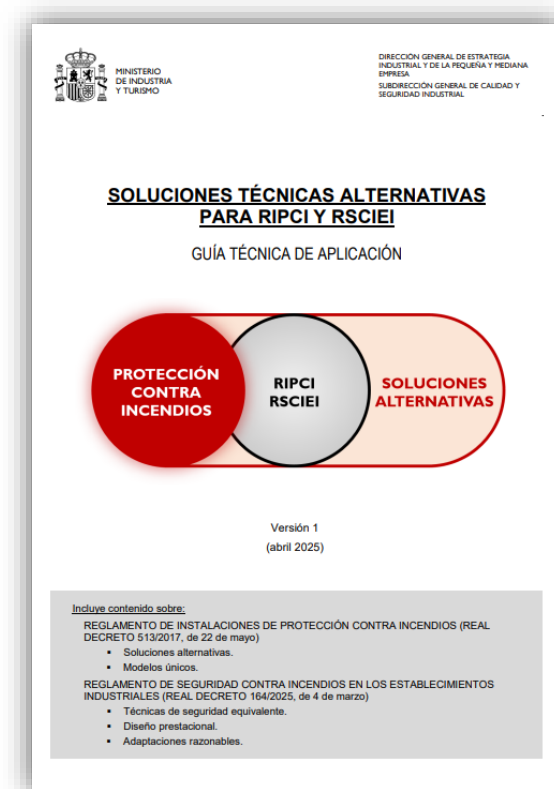 MINISTERIO
DE INDUSTRIA
Y TURISMO
DIRECCIÓN GENERAL DE ESTRATEGIA
INDUSTRIAL Y DE LA PEQUEÑA Y MEDIANA
EMPRESA
SUBDIRECCIÓN GENERAL DE CALIDAD Y
SEGURIDAD INDUSTRIAL
SOLUCIONES TÉCNICAS ALTERNATIVAS
PARA RIPCI Y RSCIEI
GUÍA TÉCNICA DE APLICACIÓN
PROTECCIÓN
CONTRA
INCENDIOS
RIPCI
RSCIEI
SOLUCIONES
ALTERNATIVAS
Versión 1
(abril 2025)
Incluye contenido sobre:
REGLAMENTO DE INSTALACIONES DE PROTECCIÓN CONTRA INCENDIOS (REAL
DECRETO 513/2017, de 22 de mayo)
▪ Soluciones alternativas.
▪ Modelos únicos.
REGLAMENTO DE SEGURIDAD CONTRA INCENDIOS EN LOS ESTABLECIMIENTOS
INDUSTRIALES (REAL DECRETO 164/2025, de 4 de marzo)
▪ Técnicas de seguridad equivalente.
▪ Diseño prestacional.
▪ Adaptaciones razonables.